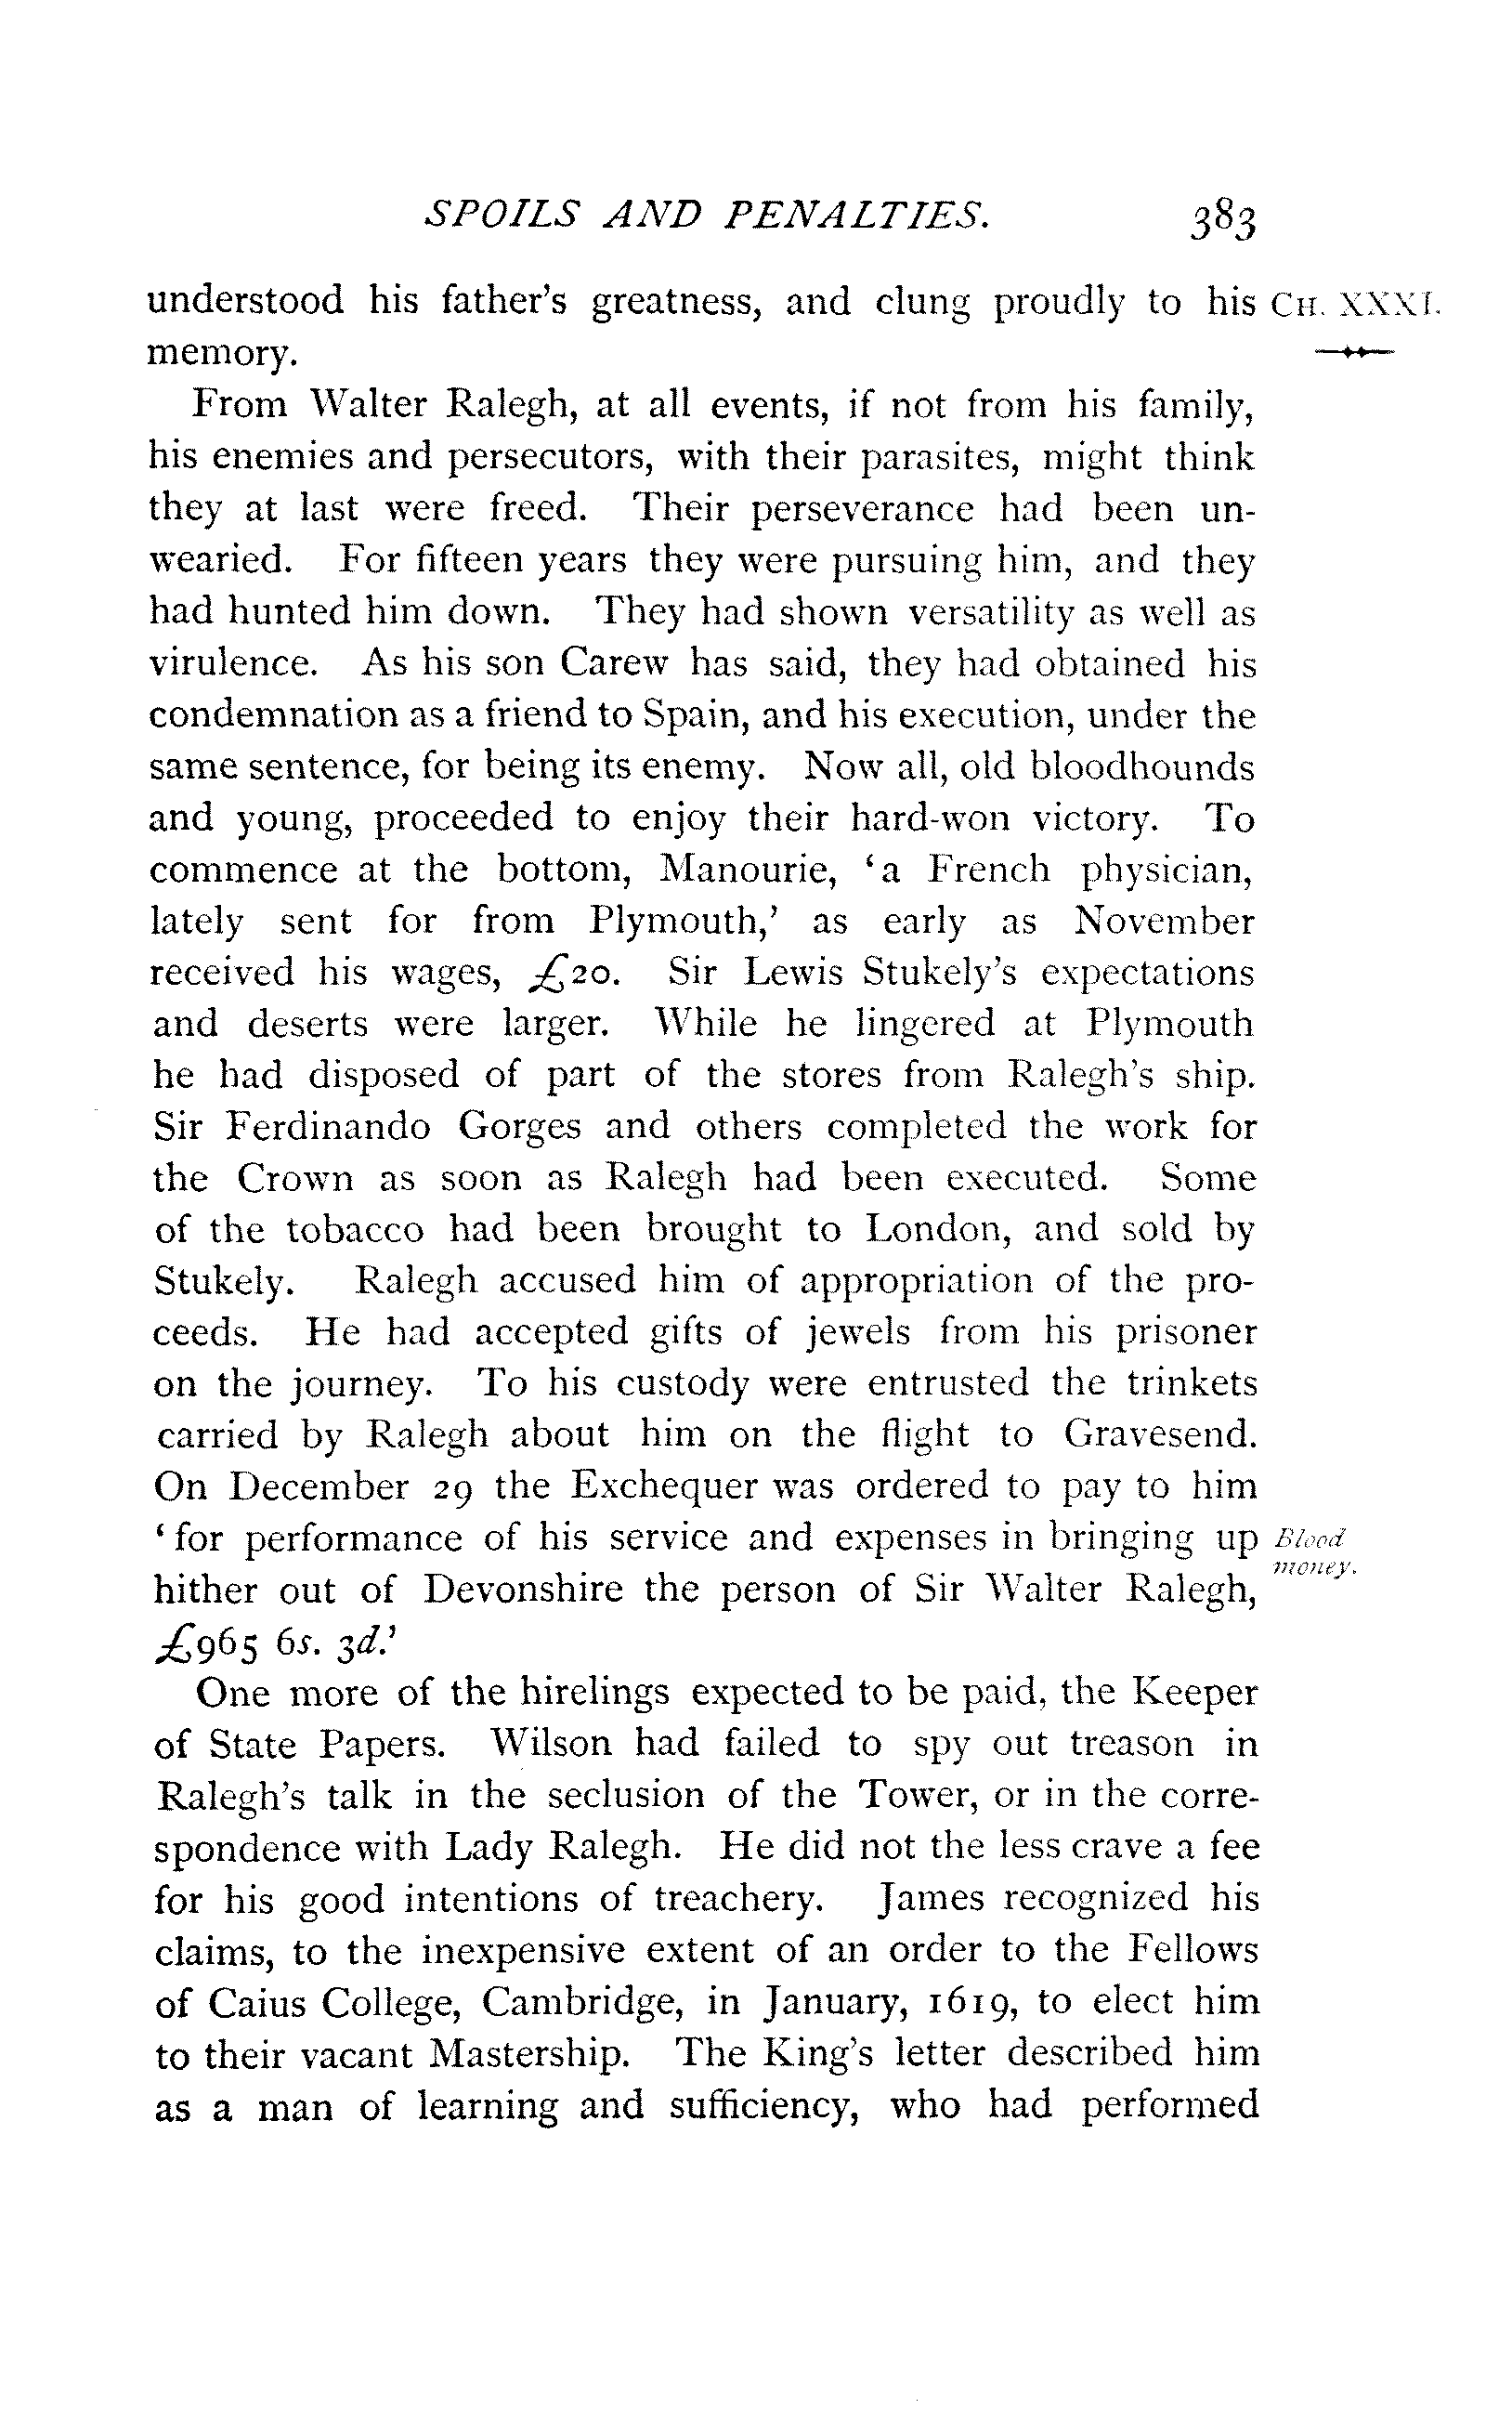 SPOILS AND PENALTIES. 383
understood his father's greatness, and clung proudly to his CH. XXXI.
memory.
From Walter Ralegh, at all events, if not from his family,
his enemies and persecutors, with their parasites, might think
they at last were freed. Their perseverance had been un-
wearied. For fifteen years they were pursuing him, and they
had hunted him down. They had shown versatility as well as
virulence. As his son Carew has said, they had obtained his
condemnation as a friend to Spain, and his execution, under the
same sentence, for being its enemy. Now all, old bloodhounds
and young, proceeded to enjoy their hard-won victory. To
commence at the bottom, Manourie, ‘a French physician,
lately sent for from Plymouth,’ as early as November
received his wages, £20. Sir Lewis Stukely's expectations
and deserts were larger. While he lingered at Plymouth
he had disposed of part of the stores from Ralegh's ship.
Sir Ferdinando Gorges and others completed the work for
the Crown as soon as Ralegh had been executed. Some
of the tobacco had been brought to London, and sold by
Stukely. Ralegh accused him of appropriation of the pro-
ceeds. He had accepted gifts of jewels from his prisoner
on the journey. To his custody were entrusted the trinkets
carried by Ralegh about him on the flight to Gravesend.
On December 29 the Exchequer was ordered to pay to him
‘for performance of his service and expenses in bringing up Blood
hither out of Devonshire the person of Sir Walter Ralegh, money.
£965 6s. 3d.’
One more of the hirelings expected to be paid, the Keeper
of State Papers. Wilson had failed to spy out treason in
Ralegh's talk in the seclusion of the Tower, or in the corre-
spondence with Lady Ralegh. He did not the less crave a fee
for his good intentions of treachery. James recognized his
claims, to the inexpensive extent of an order to the Fellows
of Caius College, Cambridge, in January, 1619, to elect him
to their vacant Mastership. The King's letter described him
as a man of learning and sufficiency, who had performed